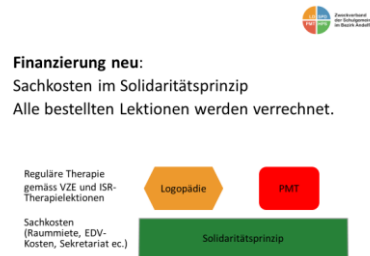 Zweckverband
der Schulgemeinden
im Bezirk Andelfingen
Finanzierung neu:
Sachkosten im Solidaritätsprinzip
Alle bestellten Lektionen werden verrechnet.
Reguläre Therapie
gemäss VZE und ISR-
Therapielektionen
Logopädie
PMT
Sachkosten
(Raummiete, EDV-
Kosten, Sekretariat ec.)
Solidaritätsprinzip